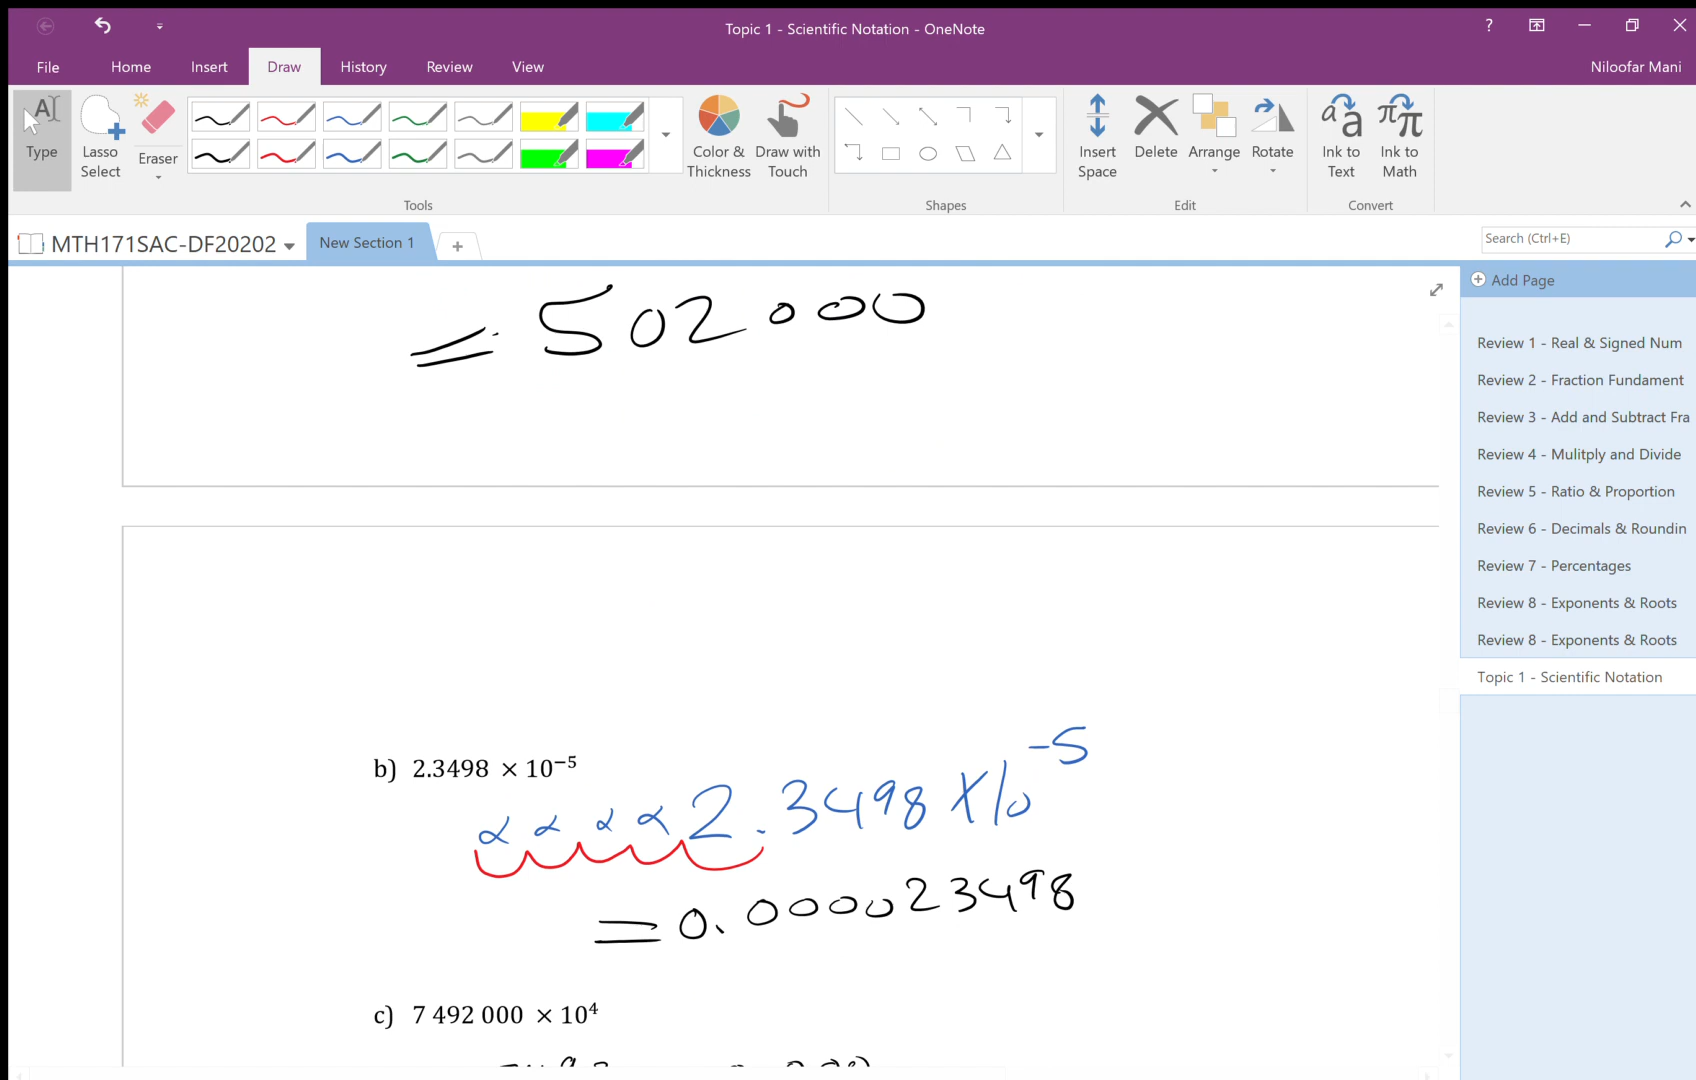 Topic 1 - Scientific Notation - OneNote
?
File Home Insert Draw History Review View
Niloofar Mani
Type
Lasso Select
Eraser
Color & Thickness
Draw with Touch
Insert Space
Delete
Arrange
Rotate
Ink to Text
Ink to Math
Tools Shapes Edit Convert
MTH171SAC-DF20202
New Section 1
+
Search (Ctrl+E)
Add Page
Review 1 - Real & Signed Num
Review 2 - Fraction Fundament
Review 3 - Add and Subtract Fra
Review 4 - Mulitply and Divide
Review 5 - Ratio & Proportion
Review 6 - Decimals & Roundin
Review 7 - Percentages
Review 8 - Exponents & Roots
Review 8 - Exponents & Roots
Topic 1 - Scientific Notation
= 502000
b) 2.3498 × 10⁻⁵
2.3498 × 10⁻⁵
= 0.000023498
c) 7 492 000 × 10⁴